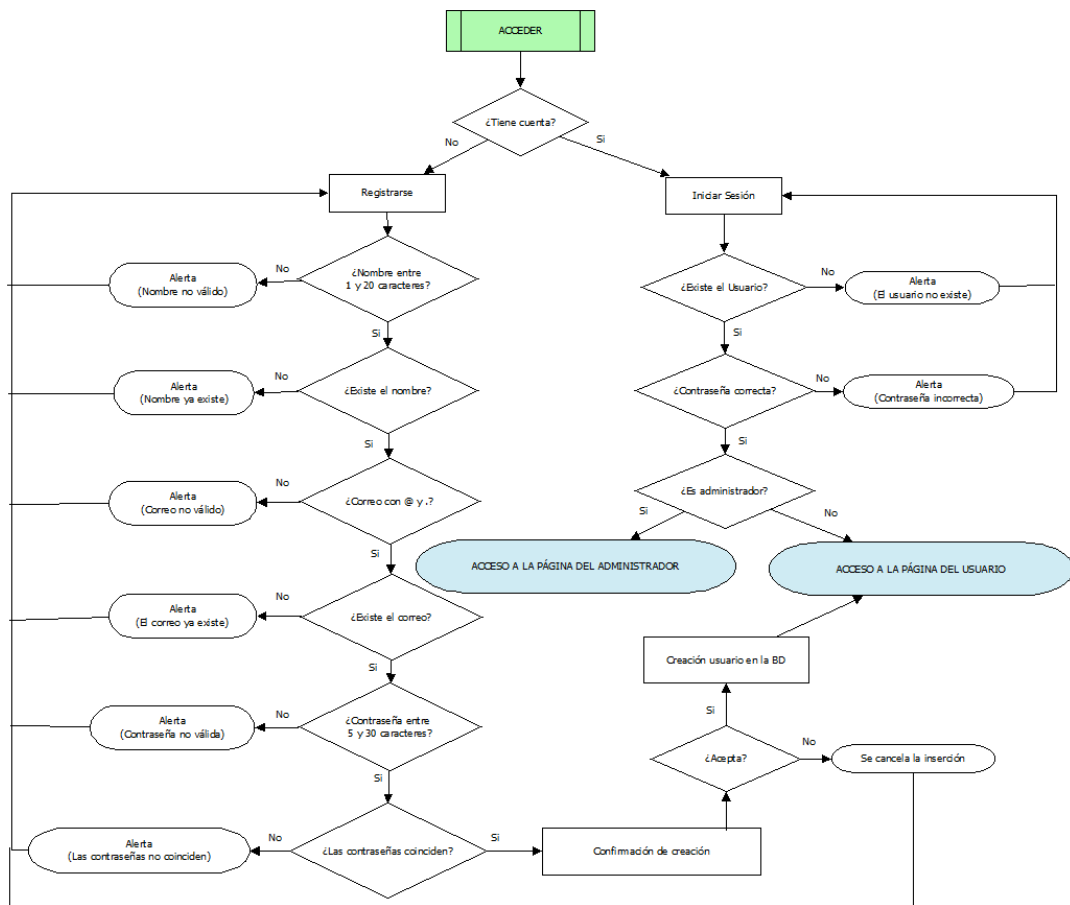 ACCEDER
¿Tiene cuenta?
No
Si
Registrarse
Iniciar Sesión
¿Nombre entre
1 y 20 caracteres?
No
Alerta
(Nombre no válido)
Si
¿Existe el nombre?
No
Alerta
(Nombre ya existe)
Si
¿Correo con @ y .?
No
Alerta
(Correo no válido)
Si
¿Existe el correo?
No
Alerta
(El correo ya existe)
Si
¿Contraseña entre
5 y 30 caracteres?
No
Alerta
(Contraseña no válida)
Si
¿Las contraseñas coinciden?
No
Alerta
(Las contraseñas no coinciden)
Si
Confirmación de creación
¿Acepta?
No
Se cancela la inserción
Si
Creación usuario en la BD
¿Existe el Usuario?
No
Alerta
(El usuario no existe)
Si
¿Contraseña correcta?
No
Alerta
(Contraseña incorrecta)
Si
¿Es administrador?
Si
No
ACCESO A LA PÁGINA DEL ADMINISTRADOR
ACCESO A LA PÁGINA DEL USUARIO